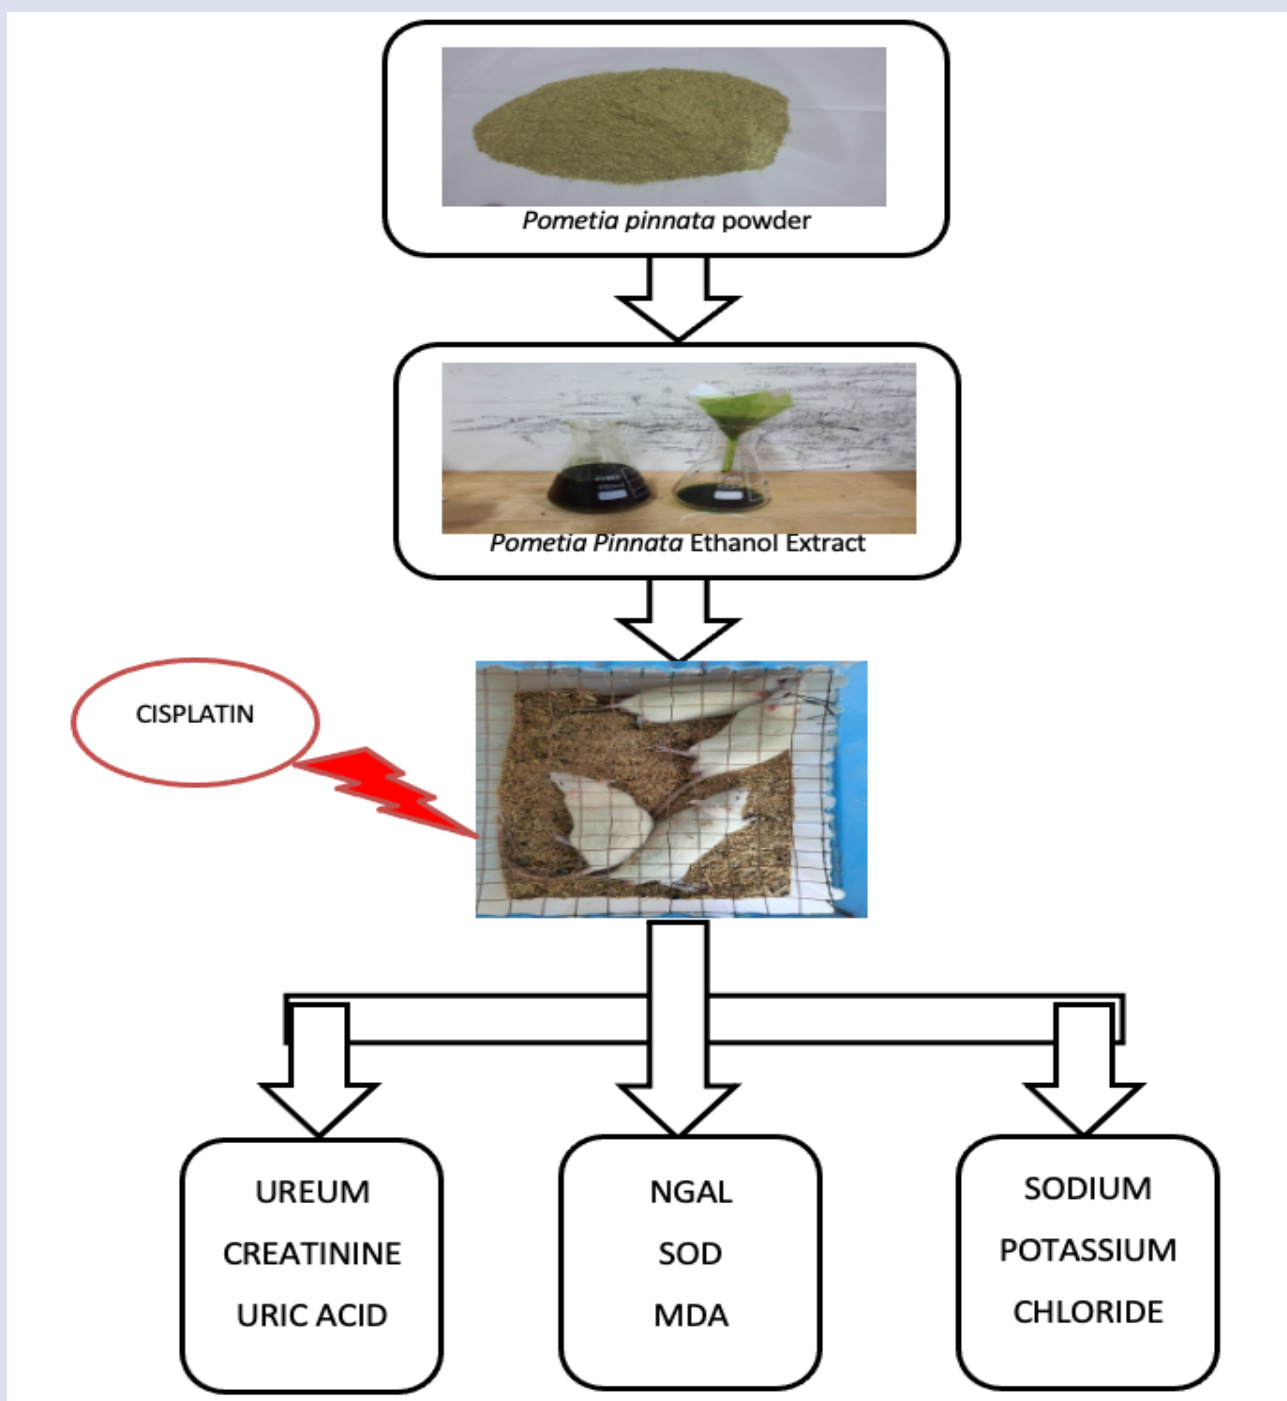 Pometia pinnata powder
Pometia Pinnata Ethanol Extract
CISPLATIN
UREUM
CREATININE
URIC ACID
NGAL
SOD
MDA
SODIUM
POTASSIUM
CHLORIDE